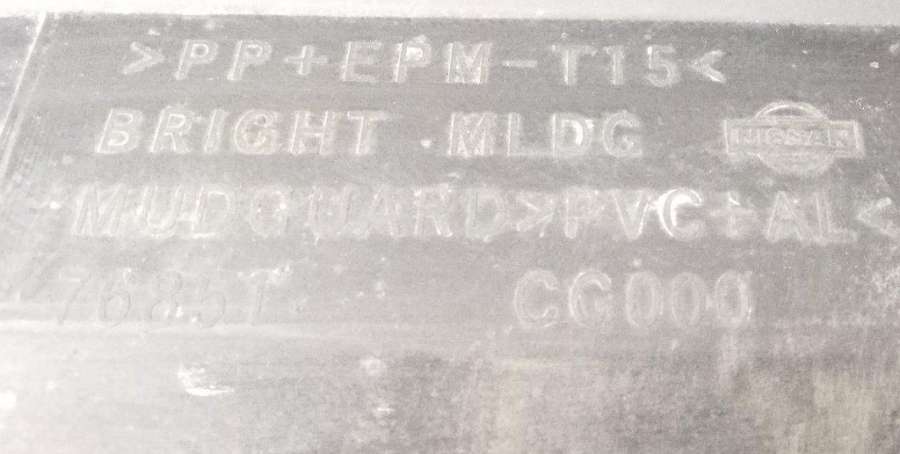 >PP+EPM-T15<
BRIGHT MLDG NISSAN
MUDGUARD>PVC+AL<
76851 CG000